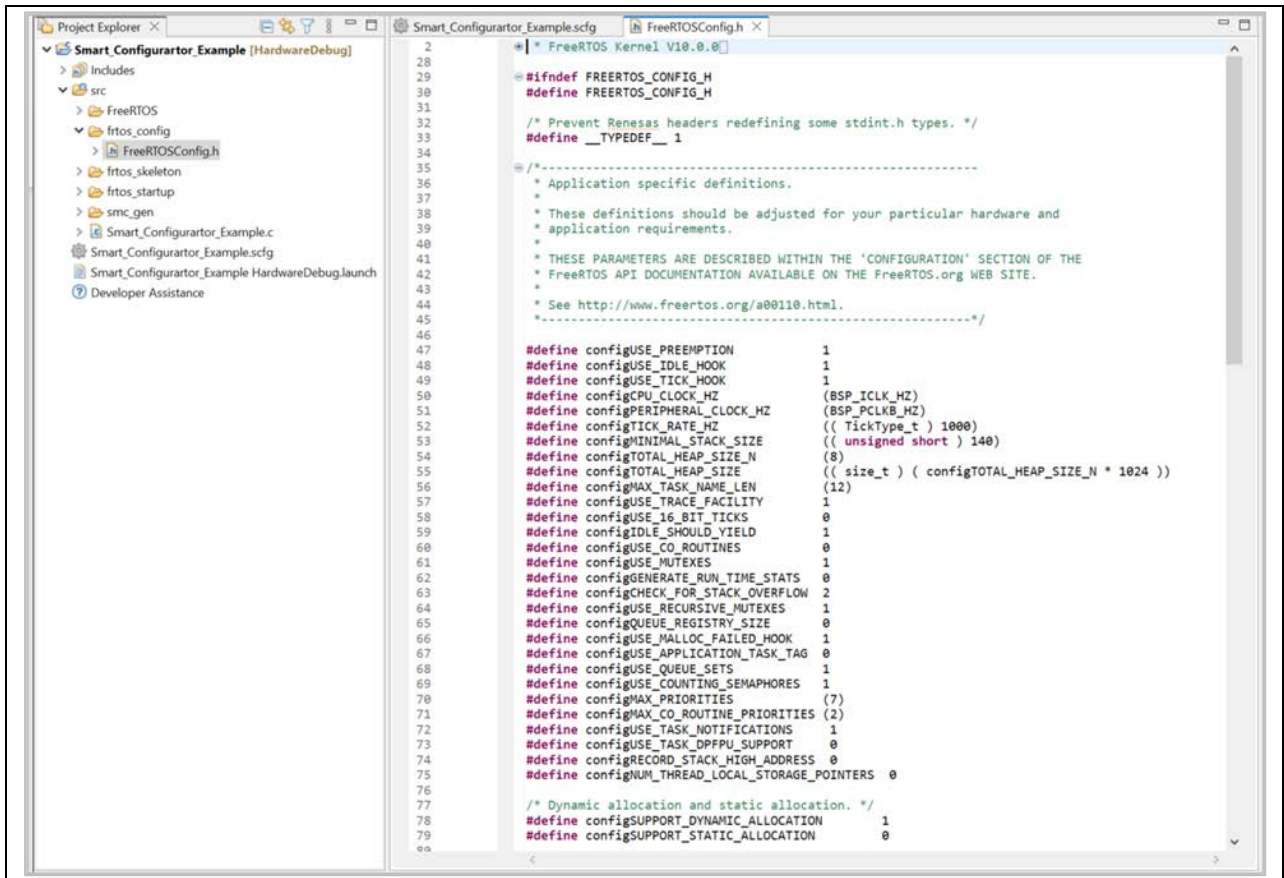 Project Explorer
Smart_Configurartor_Example [HardwareDebug]
Includes
src
FreeRTOS
frtos_config
FreeRTOSConfig.h
frtos_skeleton
frtos_startup
smc_gen
Smart_Configurartor_Example.c
Smart_Configurartor_Example.scfg
Smart_Configurartor_Example HardwareDebug.launch
Developer Assistance
Smart_Configurartor_Example.scfg
FreeRTOSConfig.h
2 * FreeRTOS Kernel V10.0.0
28
29 #ifndef FREERTOS_CONFIG_H
30 #define FREERTOS_CONFIG_H
31
32 /* Prevent Renesas headers redefining some stdint.h types. */
33 #define __TYPEDEF__ 1
34
35 /*-----------------------------------------------------------
36 * Application specific definitions.
37 *
38 * These definitions should be adjusted for your particular hardware and
39 * application requirements.
40 *
41 * THESE PARAMETERS ARE DESCRIBED WITHIN THE 'CONFIGURATION' SECTION OF THE
42 * FreeRTOS API DOCUMENTATION AVAILABLE ON THE FreeRTOS.org WEB SITE.
43 *
44 * See http://www.freertos.org/a00110.html.
45 *----------------------------------------------------------*/
46
47 #define configUSE_PREEMPTION 1
48 #define configUSE_IDLE_HOOK 1
49 #define configUSE_TICK_HOOK 1
50 #define configCPU_CLOCK_HZ (BSP_ICLK_HZ)
51 #define configPERIPHERAL_CLOCK_HZ (BSP_PCLKB_HZ)
52 #define configTICK_RATE_HZ (( TickType_t ) 1000)
53 #define configMINIMAL_STACK_SIZE (( unsigned short ) 140)
54 #define configTOTAL_HEAP_SIZE_N (8)
55 #define configTOTAL_HEAP_SIZE (( size_t ) ( configTOTAL_HEAP_SIZE_N * 1024 ))
56 #define configMAX_TASK_NAME_LEN (12)
57 #define configUSE_TRACE_FACILITY 1
58 #define configUSE_16_BIT_TICKS 0
59 #define configIDLE_SHOULD_YIELD 1
60 #define configUSE_CO_ROUTINES 0
61 #define configUSE_MUTEXES 1
62 #define configGENERATE_RUN_TIME_STATS 0
63 #define configCHECK_FOR_STACK_OVERFLOW 2
64 #define configUSE_RECURSIVE_MUTEXES 1
65 #define configQUEUE_REGISTRY_SIZE 0
66 #define configUSE_MALLOC_FAILED_HOOK 1
67 #define configUSE_APPLICATION_TASK_TAG 0
68 #define configUSE_QUEUE_SETS 1
69 #define configUSE_COUNTING_SEMAPHORES 1
70 #define configMAX_PRIORITIES (7)
71 #define configMAX_CO_ROUTINE_PRIORITIES (2)
72 #define configUSE_TASK_NOTIFICATIONS 1
73 #define configUSE_TASK_DPFPU_SUPPORT 0
74 #define configRECORD_STACK_HIGH_ADDRESS 0
75 #define configNUM_THREAD_LOCAL_STORAGE_POINTERS 0
76
77 /* Dynamic allocation and static allocation. */
78 #define configSUPPORT_DYNAMIC_ALLOCATION 1
79 #define configSUPPORT_STATIC_ALLOCATION 0